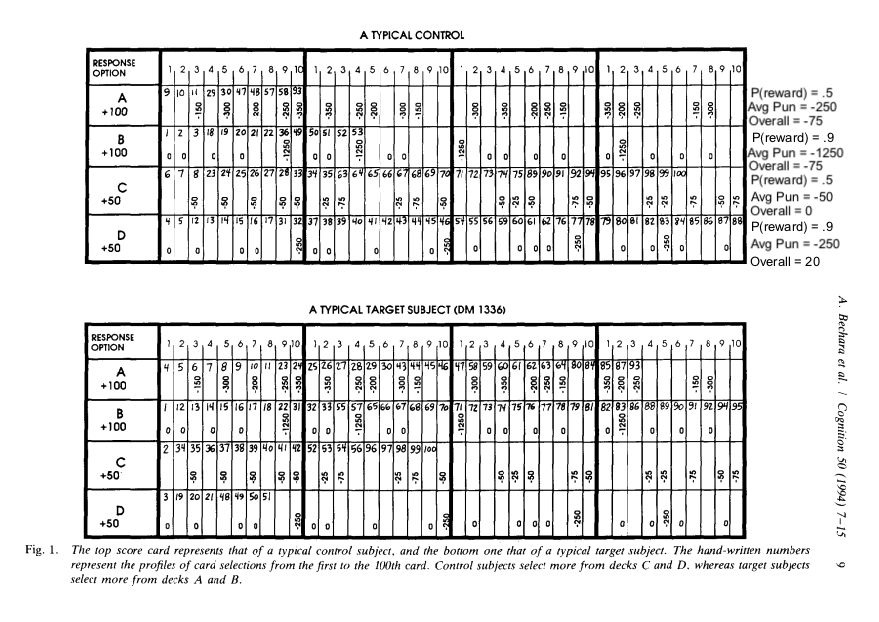 A TYPICAL CONTROL
RESPONSE OPTION 1 2 3 4 5 6 7 8 9 10 1 2 3 4 5 6 7 8 9 10 1 2 3 4 5 6 7 8 9 10 1 2 3 4 5 6 7 8 9 10
9 10 11 29 30 47 48 57 58 93
A +100 -150 -300 200 -250 -350 -350 -250 -200 -300 -150 -300 -350 -200 -250 -150 -350 -200 -250 -150 -300
P(reward) = .5
Avg Pun = -250
Overall = -75
1 2 3 18 19 20 21 22 36 49 50 51 52 53
B +100 0 0 0 0 -1250 0 0 -1250 0 0 -1250 0 0 0 0 0 -1250 0 0 0
P(reward) = .9
Avg Pun = -1250
Overall = -75
6 7 8 23 24 25 26 27 28 33 34 35 63 64 65 66 67 68 69 70 71 72 73 74 75 89 90 91 92 94 95 96 97 98 99 100
C +50 -50 -50 -50 -50 -50 -25 -75 -25 -75 -50 -50 -25 -50 -75 -50 -25 -25 -50 -75
P(reward) = .5
Avg Pun = -50
Overall = 0
4 5 12 13 14 15 16 17 31 32 37 38 39 40 41 42 43 44 45 46 54 55 56 59 60 61 62 76 77 78 79 80 81 82 83 84 85 86 87 88
D +50 0 0 0 0 -250 0 0 0 0 -250 0 0 0 0 -250 0 0 -250 0 0
P(reward) = .9
Avg Pun = -250
Overall = 20
A TYPICAL TARGET SUBJECT (DM 1336)
RESPONSE OPTION 1 2 3 4 5 6 7 8 9 10 1 2 3 4 5 6 7 8 9 10 1 2 3 4 5 6 7 8 9 10 1 2 3 4 5 6 7 8 9 10
4 5 6 7 8 9 10 11 23 24 25 26 27 28 29 30 43 44 45 46 47 58 59 60 61 62 63 64 80 84 85 87 93
A +100 -150 -300 -200 -250 -350 -350 -250 -200 -300 -150 -300 -350 -200 -250 -150 -350 -200 -250 -150 -300
1 12 13 14 15 16 17 18 22 31 32 33 55 57 65 66 67 68 69 70 71 72 73 74 75 76 77 78 79 81 82 83 86 88 89 90 91 92 94 95
B +100 0 0 0 0 -1250 0 0 -1250 0 0 -1250 0 0 0 0 0 -1250 0 0 0
2 34 35 36 37 38 39 40 41 42 52 53 54 56 96 97 98 99 100
C +50 -50 -50 -50 -50 -50 -25 -75 -25 -75 -50 -50 -25 -50 -75 -50 -25 -25 -50 -75
3 19 20 21 48 49 50 51
D +50 0 0 0 0 -250 0 0 0 0 -250 0 0 0 0 -250 0 0 -250 0 0
A. Bechara et al. / Cognition 50 (1994) 7–15 9
Fig. 1. The top score card represents that of a typical control subject, and the bottom one that of a typical target subject. The hand-written numbers
represent the profiles of card selections from the first to the 100th card. Control subjects select more from decks C and D, whereas target subjects
select more from decks A and B.